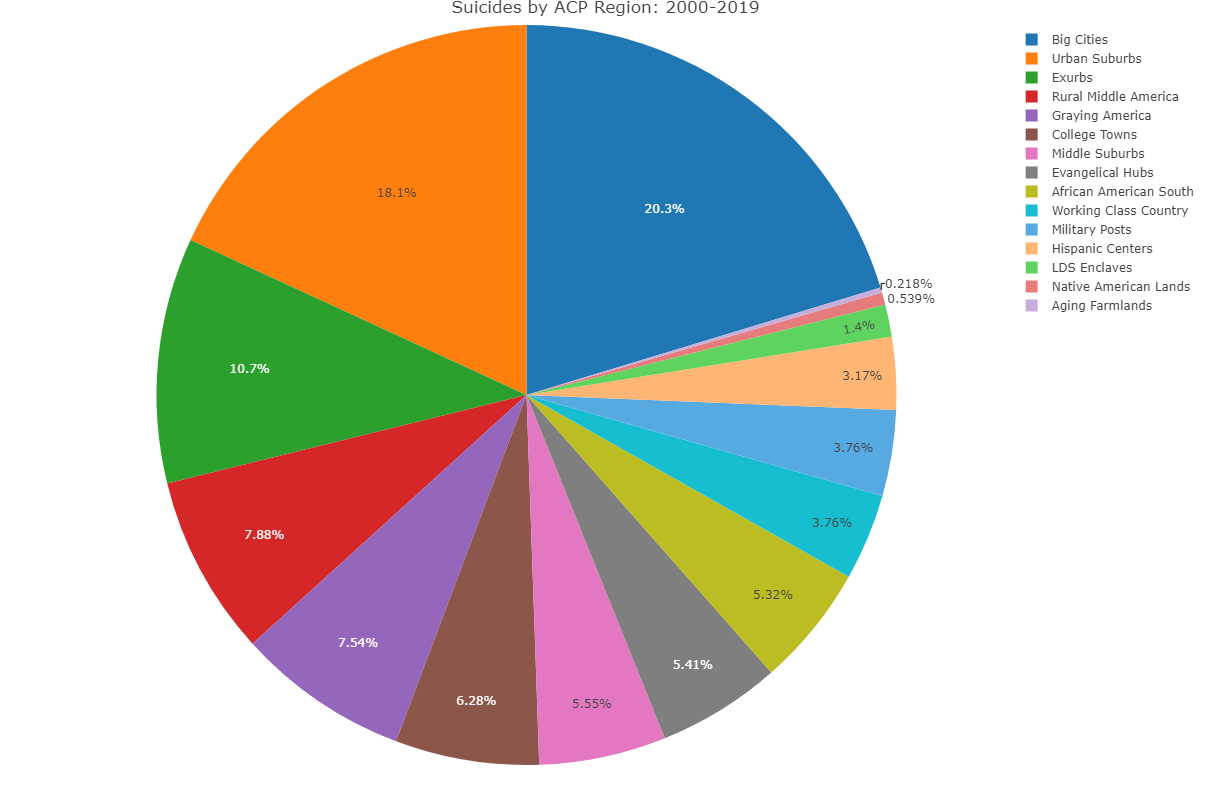 Suicides by ACP Region: 2000-2019
Big Cities
Urban Suburbs
Exurbs
Rural Middle America
Graying America
College Towns
Middle Suburbs
Evangelical Hubs
African American South
Working Class Country
Military Posts
Hispanic Centers
LDS Enclaves
Native American Lands
Aging Farmlands
20.3%
18.1%
10.7%
7.88%
7.54%
6.28%
5.55%
5.41%
5.32%
3.76%
3.76%
3.17%
1.4%
0.539%
0.218%